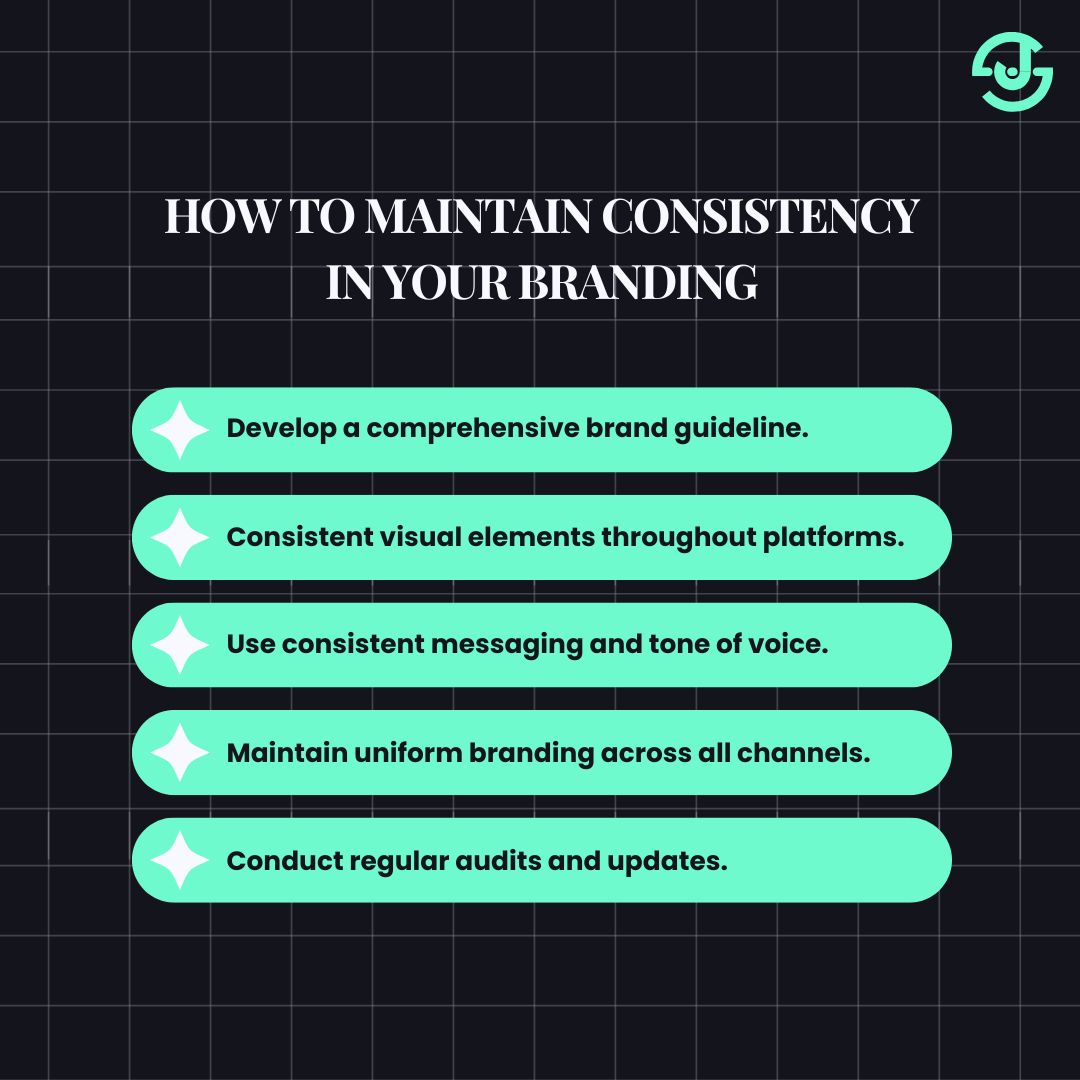 HOW TO MAINTAIN CONSISTENCY
IN YOUR BRANDING
Develop a comprehensive brand guideline.
Consistent visual elements throughout platforms.
Use consistent messaging and tone of voice.
Maintain uniform branding across all channels.
Conduct regular audits and updates.